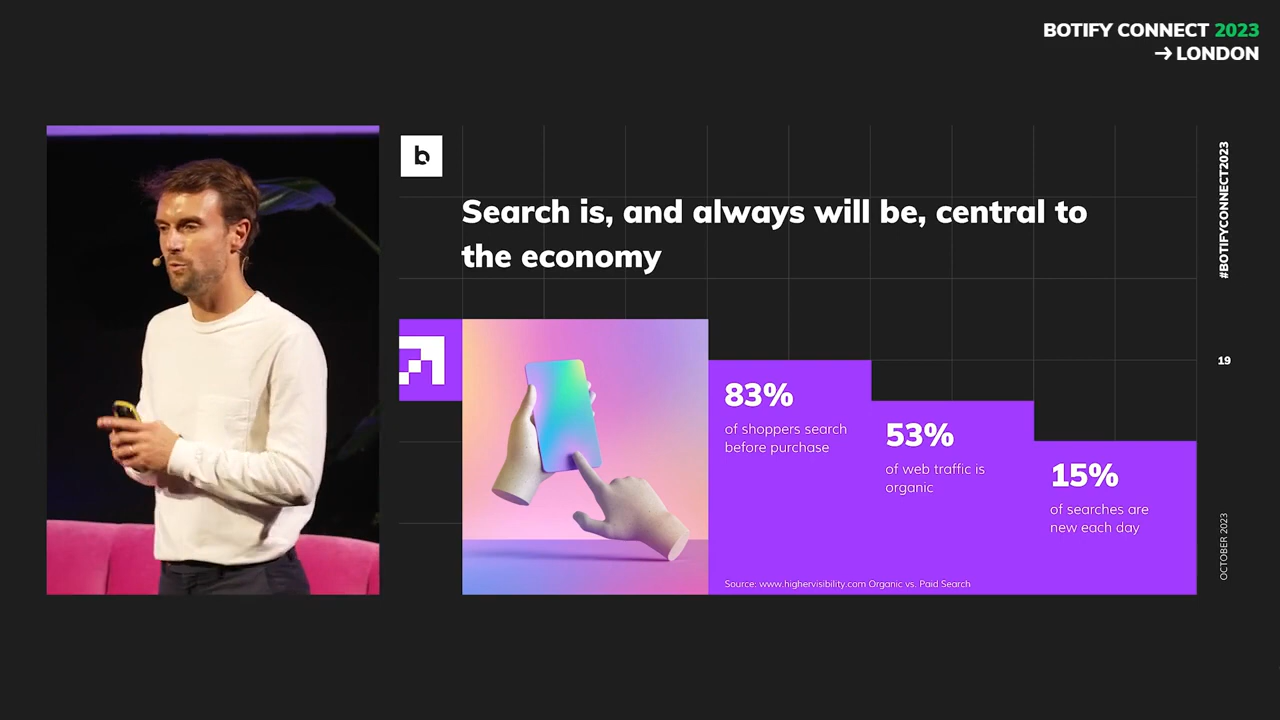 BOTIFY CONNECT 2023
→ LONDON
b
Search is, and always will be, central to
the economy
83%
of shoppers search
before purchase
53%
of web traffic is
organic
15%
of searches are
new each day
Source: www.highervisibility.com Organic vs. Paid Search
#BOTIFYCONNECT2023
19
OCTOBER 2023